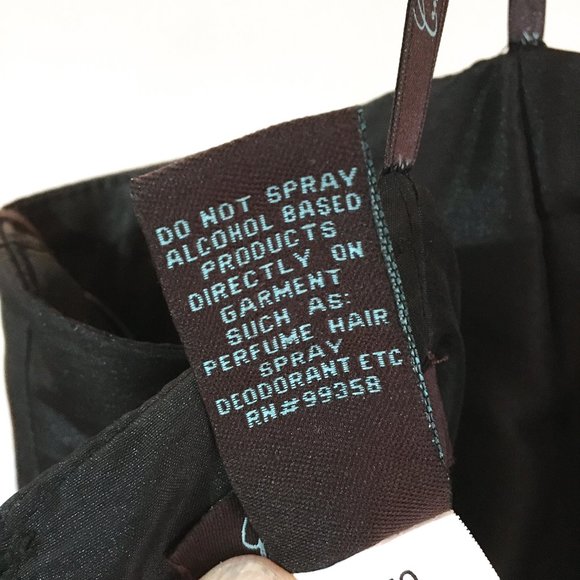 DO NOT SPRAY
ALCOHOL BASED
PRODUCTS
DIRECTLY ON
GARMENT
SUCH AS:
PERFUME HAIR
SPRAY
DEODORANT ETC
RN#99358